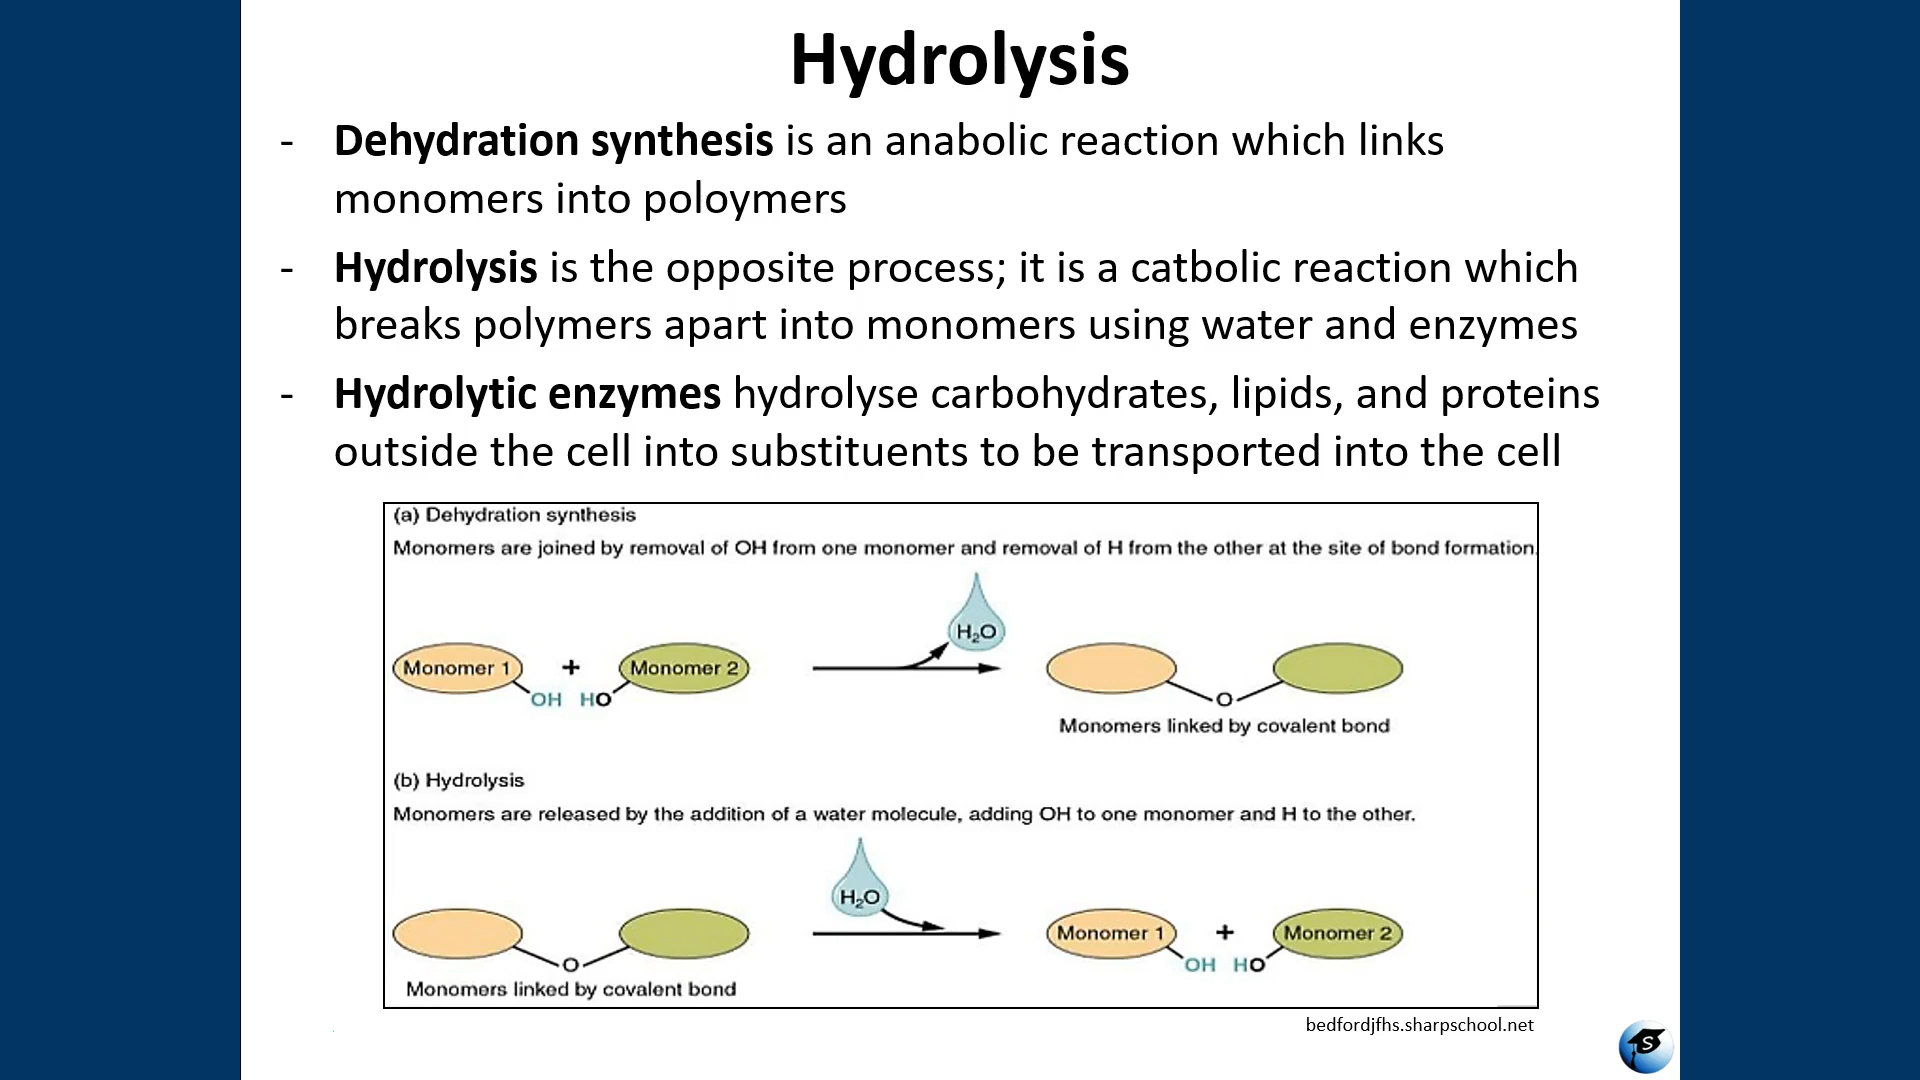 Hydrolysis
- Dehydration synthesis is an anabolic reaction which links
monomers into poloymers
- Hydrolysis is the opposite process; it is a catbolic reaction which
breaks polymers apart into monomers using water and enzymes
- Hydrolytic enzymes hydrolyse carbohydrates, lipids, and proteins
outside the cell into substituents to be transported into the cell
(a) Dehydration synthesis
Monomers are joined by removal of OH from one monomer and removal of H from the other at the site of bond formation.
H₂O
Monomer 1 + Monomer 2
OH HO
O
Monomers linked by covalent bond
(b) Hydrolysis
Monomers are released by the addition of a water molecule, adding OH to one monomer and H to the other.
H₂O
Monomer 1 + Monomer 2
O
OH HO
Monomers linked by covalent bond
bedfordjfhs.sharpschool.net
S